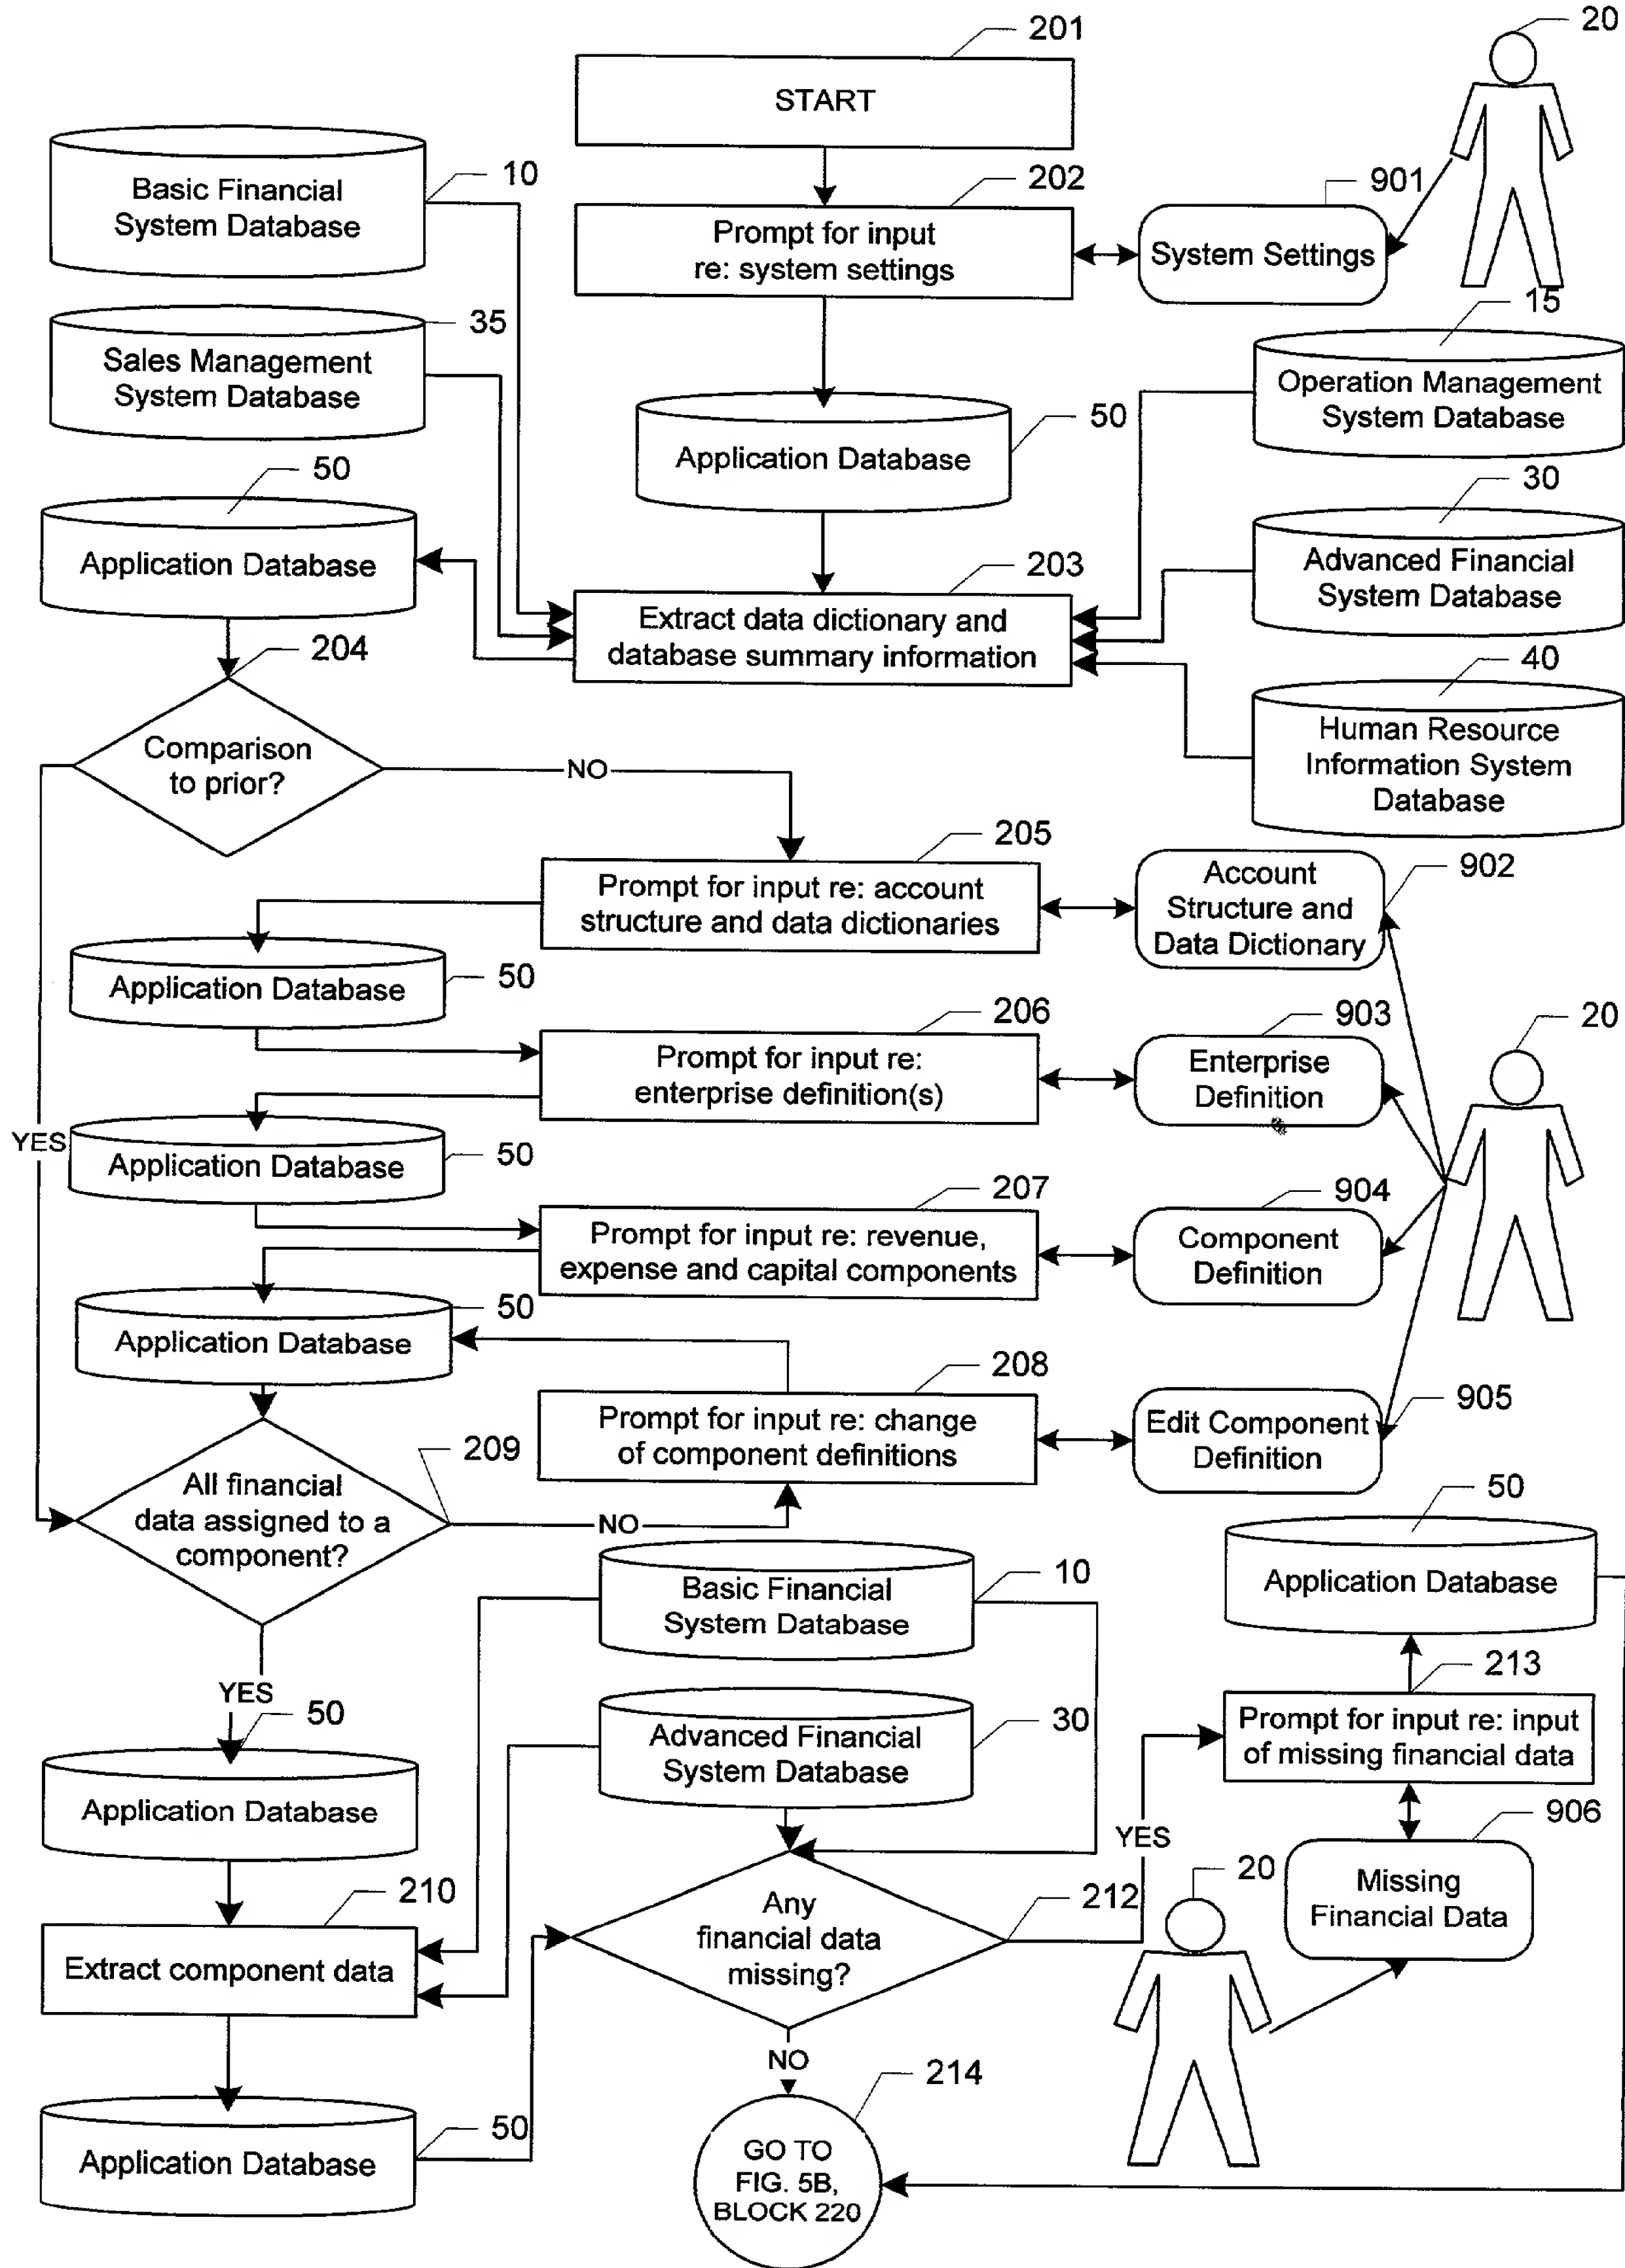 201
20
START
Basic Financial
System Database
10
202
901
Prompt for input
re: system settings
System Settings
15
35
Sales Management
System Database
Operation Management
System Database
50
Application Database
50
Application Database
30
Advanced Financial
System Database
203
Extract data dictionary and
database summary information
204
40
Human Resource
Information System
Database
Comparison
to prior?
NO
205
Prompt for input re: account
structure and data dictionaries
Account
Structure and
Data Dictionary
902
Application Database
50
206
903
20
Prompt for input re:
enterprise definition(s)
Enterprise
Definition
YES
Application Database
50
207
904
Prompt for input re: revenue,
expense and capital components
Component
Definition
50
Application Database
208
905
Prompt for input re: change
of component definitions
Edit Component
Definition
209
All financial
data assigned to a
component?
NO
50
Application Database
Basic Financial
System Database
10
213
YES
50
Advanced Financial
System Database
30
Prompt for input re: input
of missing financial data
Application Database
YES
906
20
Missing
Financial Data
210
212
Any
financial data
missing?
Extract component data
NO
214
50
Application Database
GO TO
FIG. 5B,
BLOCK 220